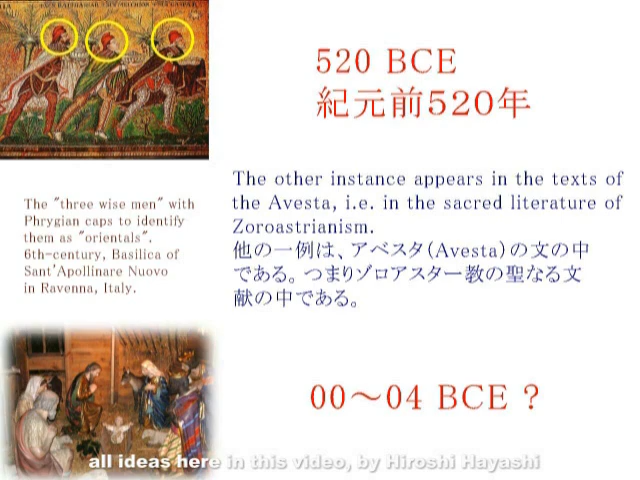 520 BCE
紀元前520年
The other instance appears in the texts of
the Avesta, i.e. in the sacred literature of
Zoroastrianism.
他の一例は、アベスタ(Avesta)の文の中
である。つまりゾロアスター教の聖なる文
献の中である。
The "three wise men" with
Phrygian caps to identify
them as "orientals".
6th-century, Basilica of
Sant'Apollinare Nuovo
in Ravenna, Italy.
00～04 BCE ?
all ideas here in this video, by Hiroshi Hayashi